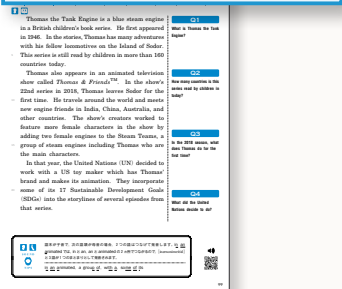 Thomas the Tank Engine is a blue steam engine
in a British children's book series. He first appeared
in 1946. In the stories, Thomas has many adventures
with his fellow locomotives on the Island of Sodor.
This series is still read by children in more than 160
countries today.
Thomas also appears in an animated television
show called Thomas & Friends™. In the show's
22nd series in 2018, Thomas leaves Sodor for the
first time. He travels around the world and meets
new engine friends in India, China, Australia, and
other countries. The show's creators worked to
feature more female characters in the show by
adding two female engines to the Steam Teams, a
group of steam engines including Thomas who are
the main characters.
In that year, the United Nations (UN) decided to
work with a US toy maker which has Thomas'
brand and makes its animation. They incorporate
some of its 17 Sustainable Development Goals
(SDGs) into the storylines of several episodes from
that series.
Q1
What is Thomas the Tank
Engine?
Q2
How many countries is this
series read by children in
today?
Q3
In the 2018 season, what
does Thomas do for the
first time?
Q4
What did the United
Nations decide to do?
in an animated, a group of, with a, some of its